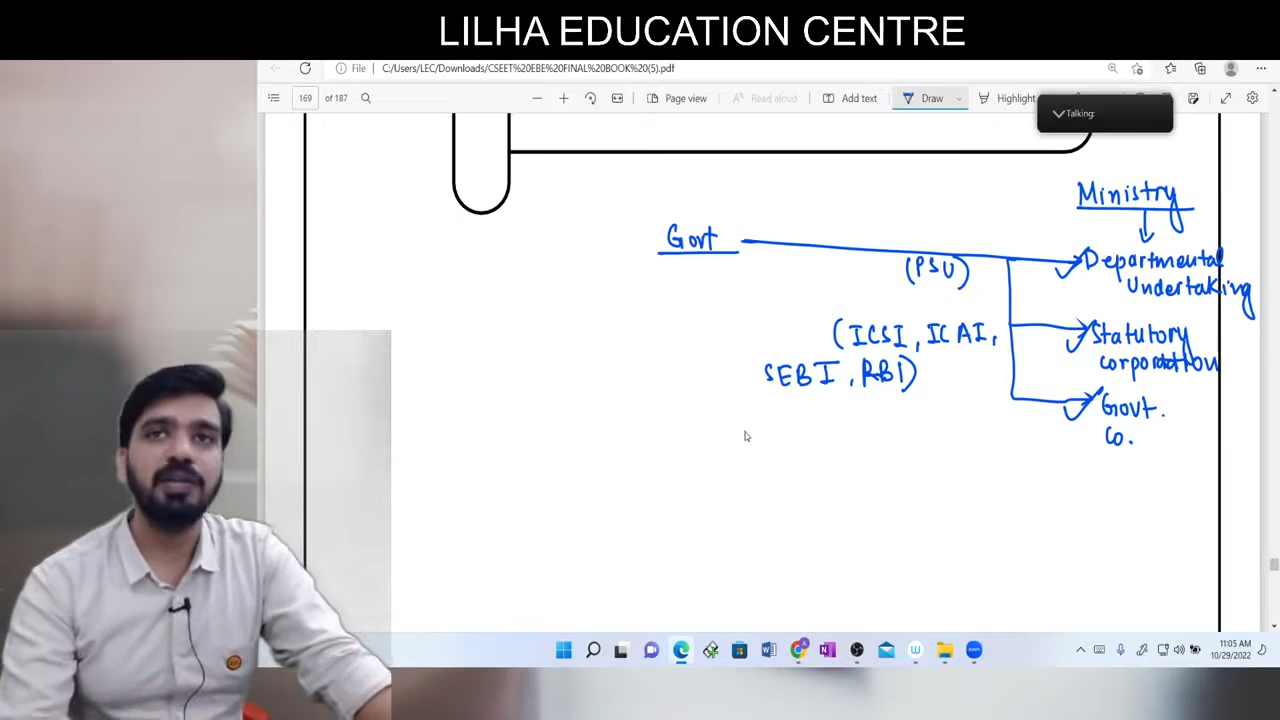 LILHA EDUCATION CENTRE
File C:/Users/LEC/Downloads/CSEET%20EBE%20FINAL%20BOOK%20(5).pdf
169 of 187 Page view Read aloud Add text Draw Highlight
Talking:
Ministry
Govt
Departmental
Undertaking
(PSU)
(ICSI, ICAI,
SEBI, RBI)
Statutory
corporation
Govt.
Co.
11:05 AM
10/29/2022